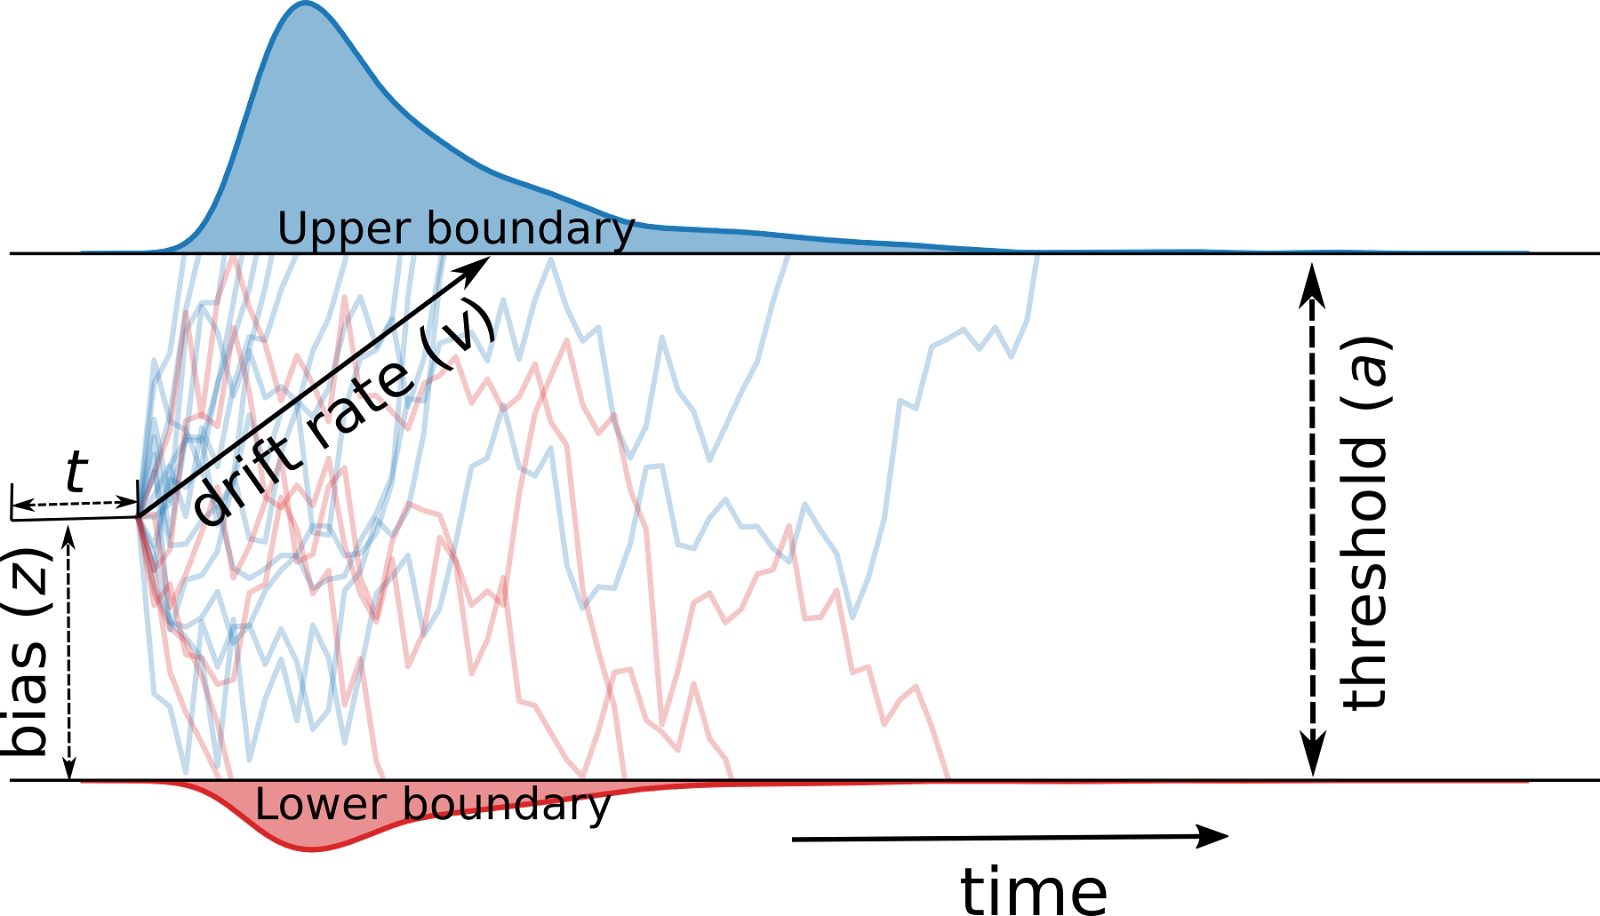 Upper boundary
drift rate (v)
t
bias (z)
threshold (a)
Lower boundary
time